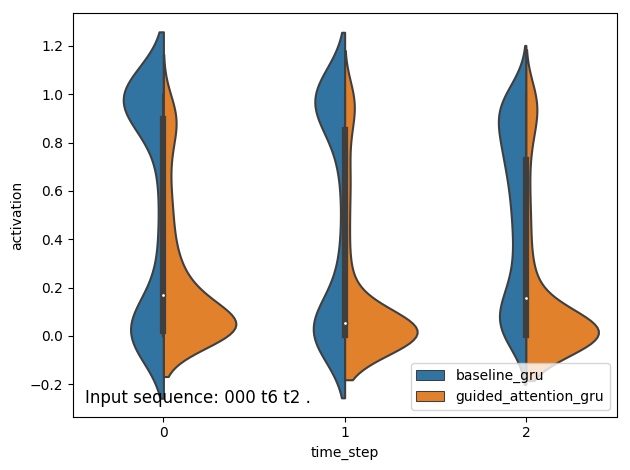 1.2
1.0
0.8
0.6
0.4
0.2
0.0
−0.2
activation
Input sequence: 000 t6 t2 .
baseline_gru
guided_attention_gru
0 1 2
time_step